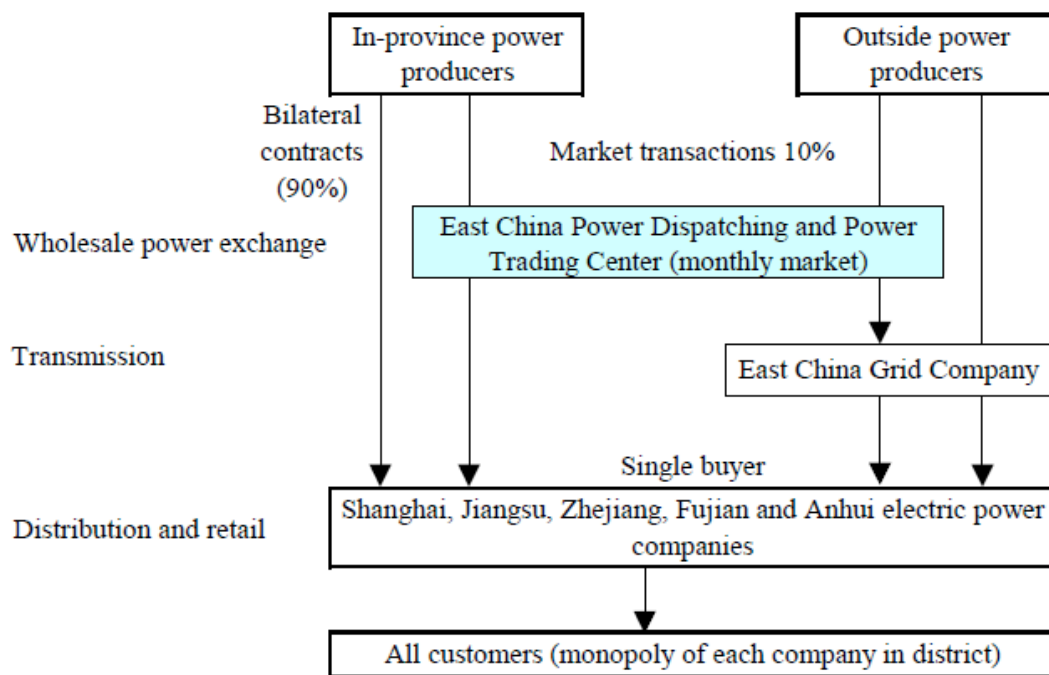 In-province power
producers
Outside power
producers
Bilateral
contracts
(90%)
Market transactions 10%
Wholesale power exchange
East China Power Dispatching and Power
Trading Center (monthly market)
Transmission
East China Grid Company
Single buyer
Distribution and retail
Shanghai, Jiangsu, Zhejiang, Fujian and Anhui electric power
companies
All customers (monopoly of each company in district)